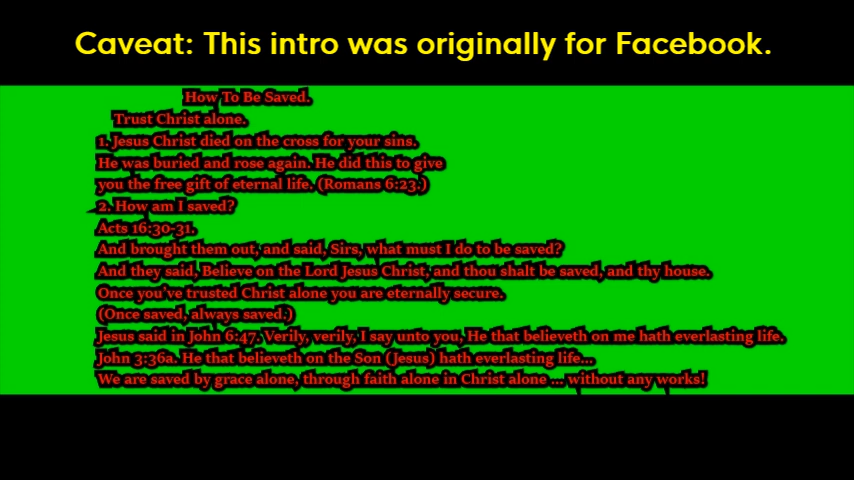 Caveat: This intro was originally for Facebook.
How To Be Saved.
Trust Christ alone.
1. Jesus Christ died on the cross for your sins.
He was buried and rose again. He did this to give
you the free gift of eternal life. (Romans 6:23.)
2. How am I saved?
Acts 16:30-31.
And brought them out, and said, Sirs, what must I do to be saved?
And they said, Believe on the Lord Jesus Christ, and thou shalt be saved, and thy house.
Once you've trusted Christ alone you are eternally secure.
(Once saved, always saved.)
Jesus said in John 6:47. Verily, verily, I say unto you, He that believeth on me hath everlasting life.
John 3:36a. He that believeth on the Son (Jesus) hath everlasting life...
We are saved by grace alone, through faith alone in Christ alone ... without any works!